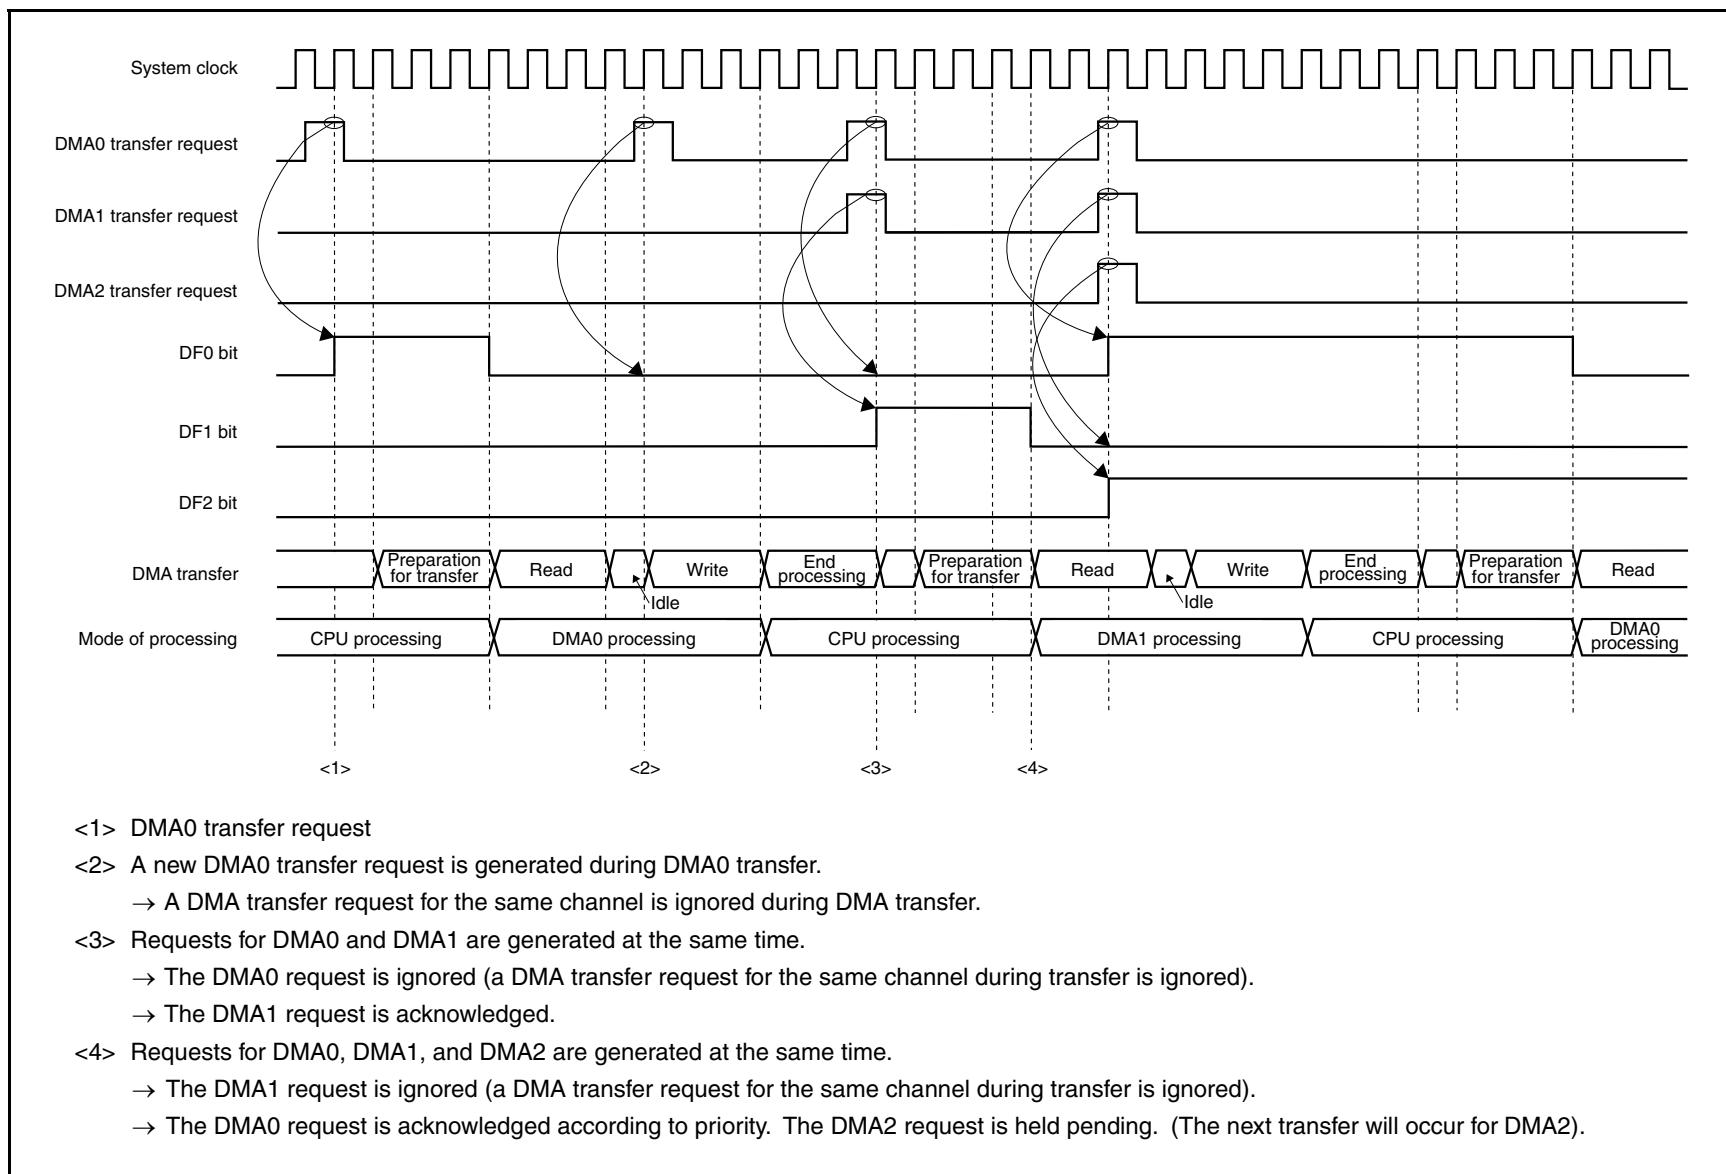 System clock
DMA0 transfer request
DMA1 transfer request
DMA2 transfer request
DF0 bit
DF1 bit
DF2 bit
DMA transfer
Preparation
for transfer
Read
Idle
Write
End
processing
Preparation
for transfer
Read
Idle
Write
End
processing
Preparation
for transfer
Read
Mode of processing
CPU processing
DMA0 processing
CPU processing
DMA1 processing
CPU processing
DMA0
processing
<1>
<2>
<3>
<4>
<1> DMA0 transfer request
<2> A new DMA0 transfer request is generated during DMA0 transfer.
→ A DMA transfer request for the same channel is ignored during DMA transfer.
<3> Requests for DMA0 and DMA1 are generated at the same time.
→ The DMA0 request is ignored (a DMA transfer request for the same channel during transfer is ignored).
→ The DMA1 request is acknowledged.
<4> Requests for DMA0, DMA1, and DMA2 are generated at the same time.
→ The DMA1 request is ignored (a DMA transfer request for the same channel during transfer is ignored).
→ The DMA0 request is acknowledged according to priority. The DMA2 request is held pending. (The next transfer will occur for DMA2).